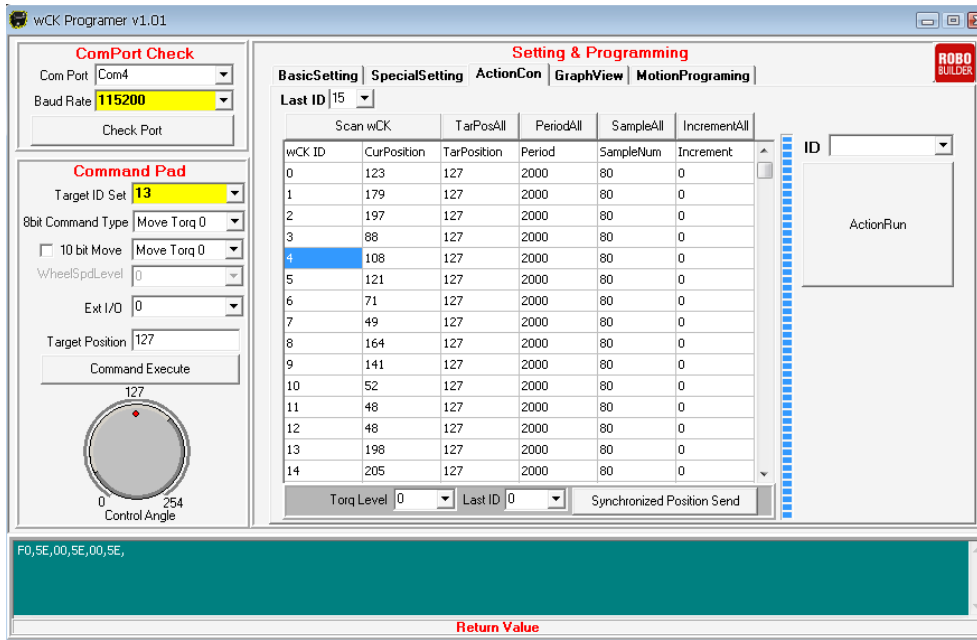 wCK Programer v1.01
ComPort Check
Com Port Com4
Baud Rate 115200
Check Port
Command Pad
Target ID Set 13
8bit Command Type Move Torq 0
10 bit Move Move Torq 0
WheelSpdLevel 0
Ext I/O 0
Target Position 127
Command Execute
127
0 254
Control Angle
Setting & Programming
ROBO
BUILDER
BasicSetting SpecialSetting ActionCon GraphView MotionPrograming
Last ID 15
Scan wCK TarPosAll PeriodAll SampleAll IncrementAll
wCK ID CurPosition TarPosition Period SampleNum Increment
0 123 127 2000 80 0
1 179 127 2000 80 0
2 197 127 2000 80 0
3 88 127 2000 80 0
4 108 127 2000 80 0
5 121 127 2000 80 0
6 71 127 2000 80 0
7 49 127 2000 80 0
8 164 127 2000 80 0
9 141 127 2000 80 0
10 52 127 2000 80 0
11 48 127 2000 80 0
12 48 127 2000 80 0
13 198 127 2000 80 0
14 205 127 2000 80 0
Torq Level 0 Last ID 0 Synchronized Position Send
ID
ActionRun
F0,5E,00,5E,00,5E,
Return Value